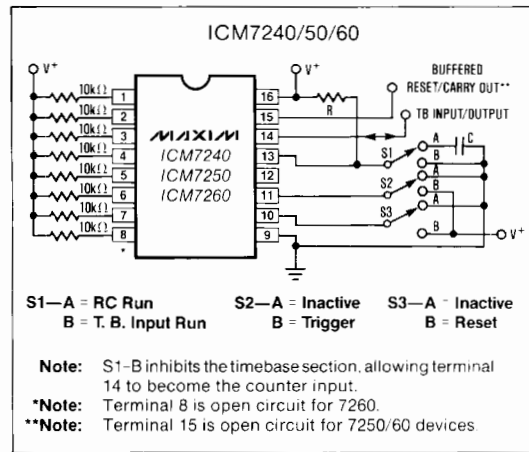 ICM7240/50/60
V+
10kΩ 1
10kΩ 2
10kΩ 3
10kΩ 4
10kΩ 5
10kΩ 6
10kΩ 7
10kΩ 8
*
MAXIM
ICM7240
ICM7250
ICM7260
16
15
14
13
12
11
10
9
V+
R
BUFFERED
RESET/CARRY OUT**
TB INPUT/OUTPUT
S1 A C
B
S2 A
B
S3 A
B V+
S1—A = RC Run S2—A = Inactive S3—A = Inactive
B = T. B. Input Run B = Trigger B = Reset
Note: S1-B inhibits the timebase section, allowing terminal
14 to become the counter input.
*Note: Terminal 8 is open circuit for 7260.
**Note: Terminal 15 is open circuit for 7250/60 devices.